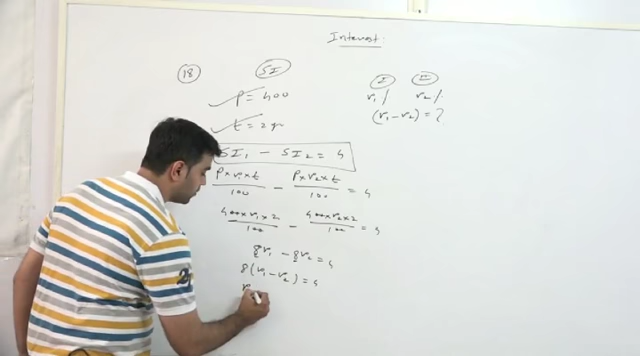 Interest.
18 SI
P = 400
t = 2 yr
I II
r₁ % r₂ %
(r₁ - r₂) = ?
SI₁ - SI₂ = 4
P × r₁ × t / 100 - P × r₂ × t / 100 = 4
400 × r₁ × 2 / 100 - 400 × r₂ × 2 / 100 = 4
8r₁ - 8r₂ = 4
8(r₁ - r₂) = 4